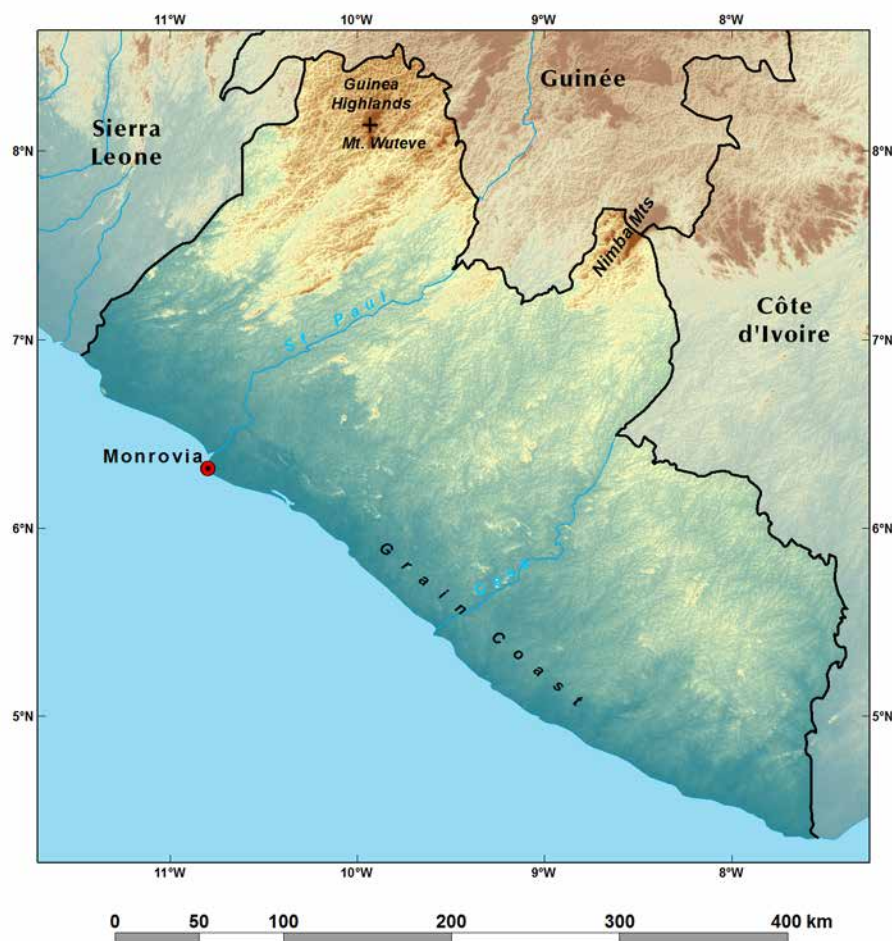 11°W 10°W 9°W 8°W
Guinea
Highlands
Mt. Wuteve
Guinée
Sierra
Leone
8°N 8°N
Nimba Mts
Côte
d'Ivoire
St. Paul
7°N 7°N
Monrovia
6°N 6°N
Grain Coast
5°N 5°N
11°W 10°W 9°W 8°W
0 50 100 200 300 400 km